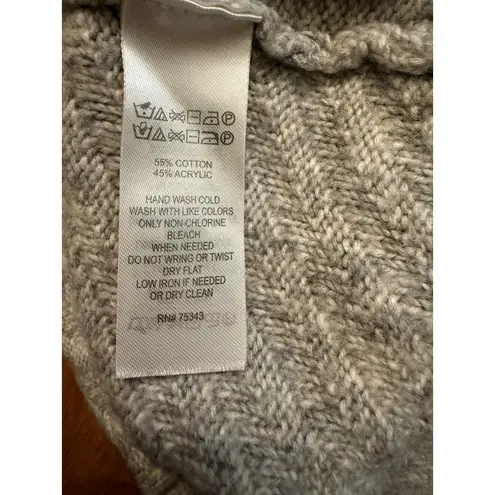 55% COTTON
45% ACRYLIC
HAND WASH COLD
WASH WITH LIKE COLORS
ONLY NON-CHLORINE
BLEACH
WHEN NEEDED
DO NOT WRING OR TWIST
DRY FLAT
LOW IRON IF NEEDED
OR DRY CLEAN
RN# 75343